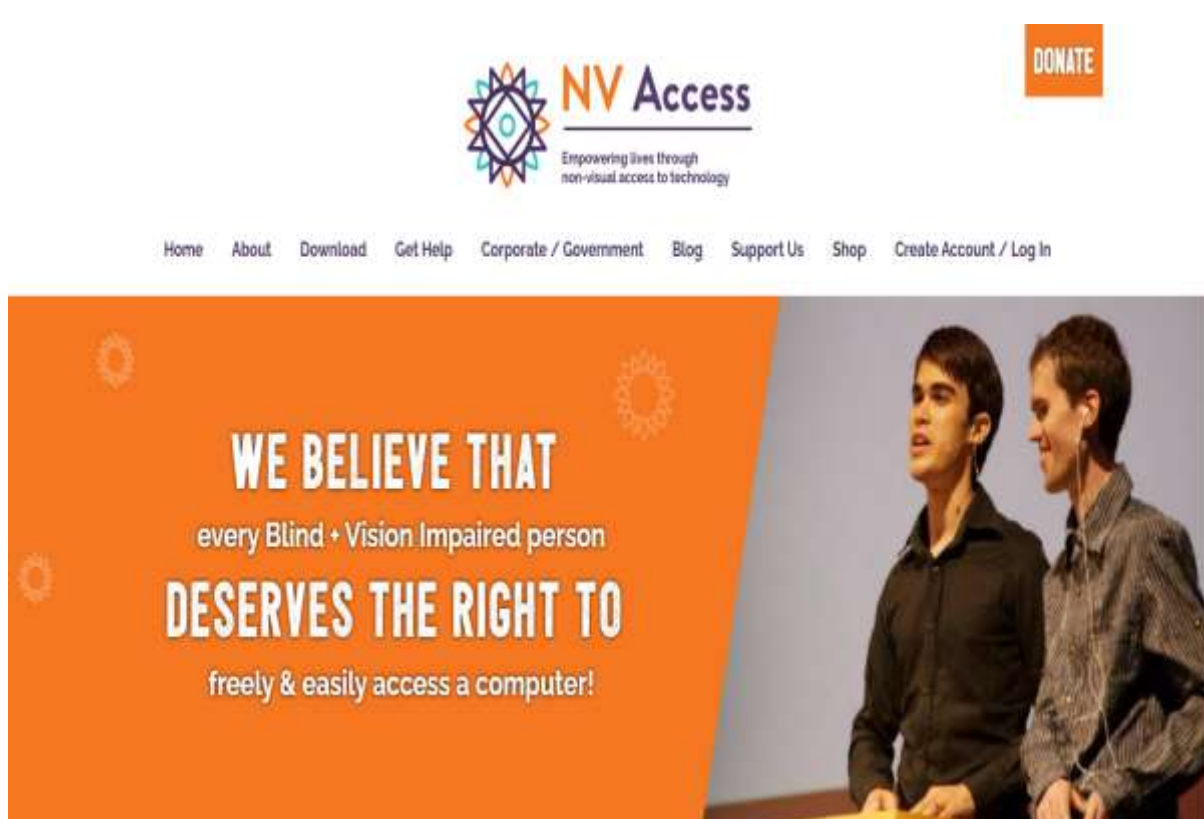 DONATE
NV Access
Empowering lives through
non-visual access to technology
Home About Download Get Help Corporate / Government Blog Support Us Shop Create Account / Log In
WE BELIEVE THAT
every Blind + Vision Impaired person
DESERVES THE RIGHT TO
freely & easily access a computer!